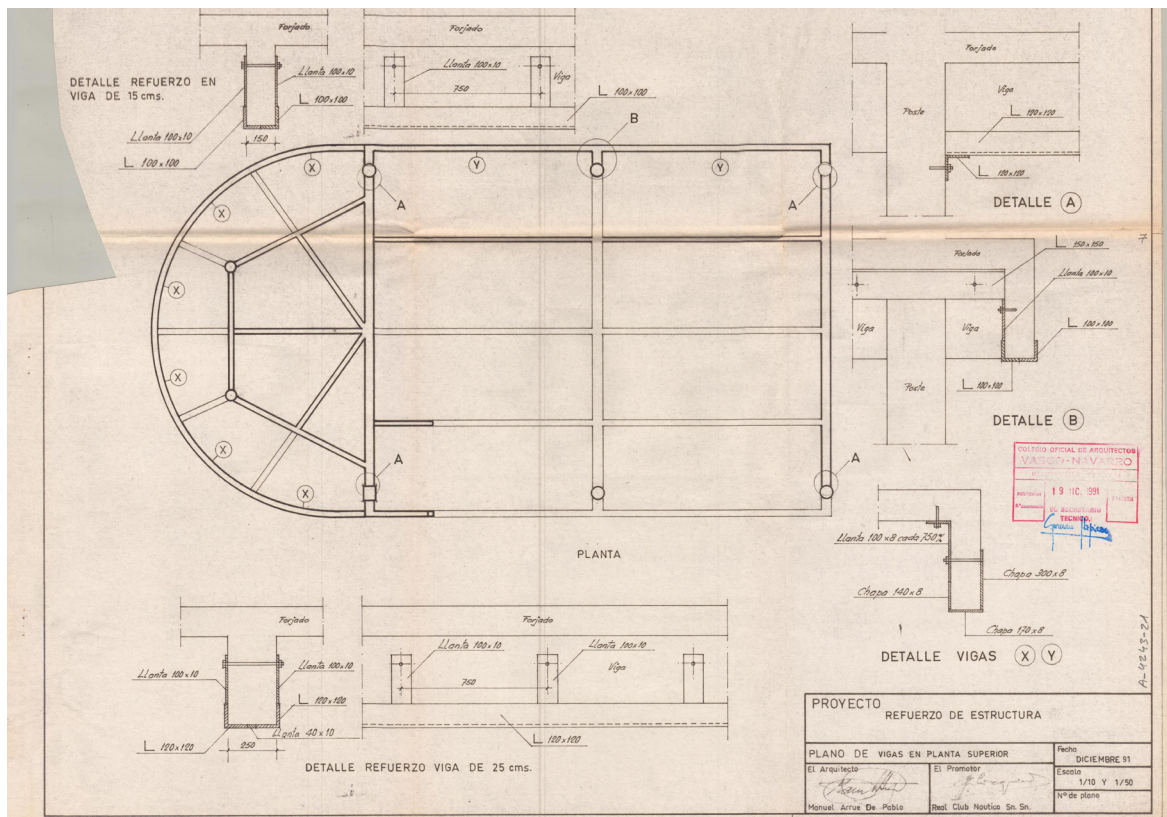 Forjado
DETALLE REFUERZO EN
VIGA DE 15 cms.
Llanta 100x10
L 100x100
Llanta 100x10
150
L 100x100
Forjado
Llanta 100x10
750
Viga
L 100x100
B
Forjado
Viga
Poste
L 120x120
L 120x120
DETALLE A
X
Y
Y
A
A
X
X
X
X
X
A
A
PLANTA
7
L 150x150
Forjado
Llanta 100x10
Viga
Viga
L 100x100
L 100x100
Poste
DETALLE B
COLEGIO OFICIAL DE ARQUITECTOS
VASCO-NAVARRO
19 DIC. 1991
EL SECRETARIO
TECNICO,
Llanta 100x8 cada 750 m/m
Chapa 300x8
Chapa 140x8
Chapa 170x8
DETALLE VIGAS X Y
A-4243-21
Forjado
Llanta 100x10
Llanta 100x10
L 120x120
Llanta 40x10
L 120x120
250
Forjado
Llanta 100x10
Llanta 100x10
750
Viga
L 120x120
DETALLE REFUERZO VIGA DE 25 cms.
PROYECTO
REFUERZO DE ESTRUCTURA
PLANO DE VIGAS EN PLANTA SUPERIOR
Fecha
DICIEMBRE 91
El Arquitecto
El Promotor
Escala
1/10 Y 1/50
Manuel Arrue De Pablo
Real Club Nautico Sn. Sn.
Nº de plano